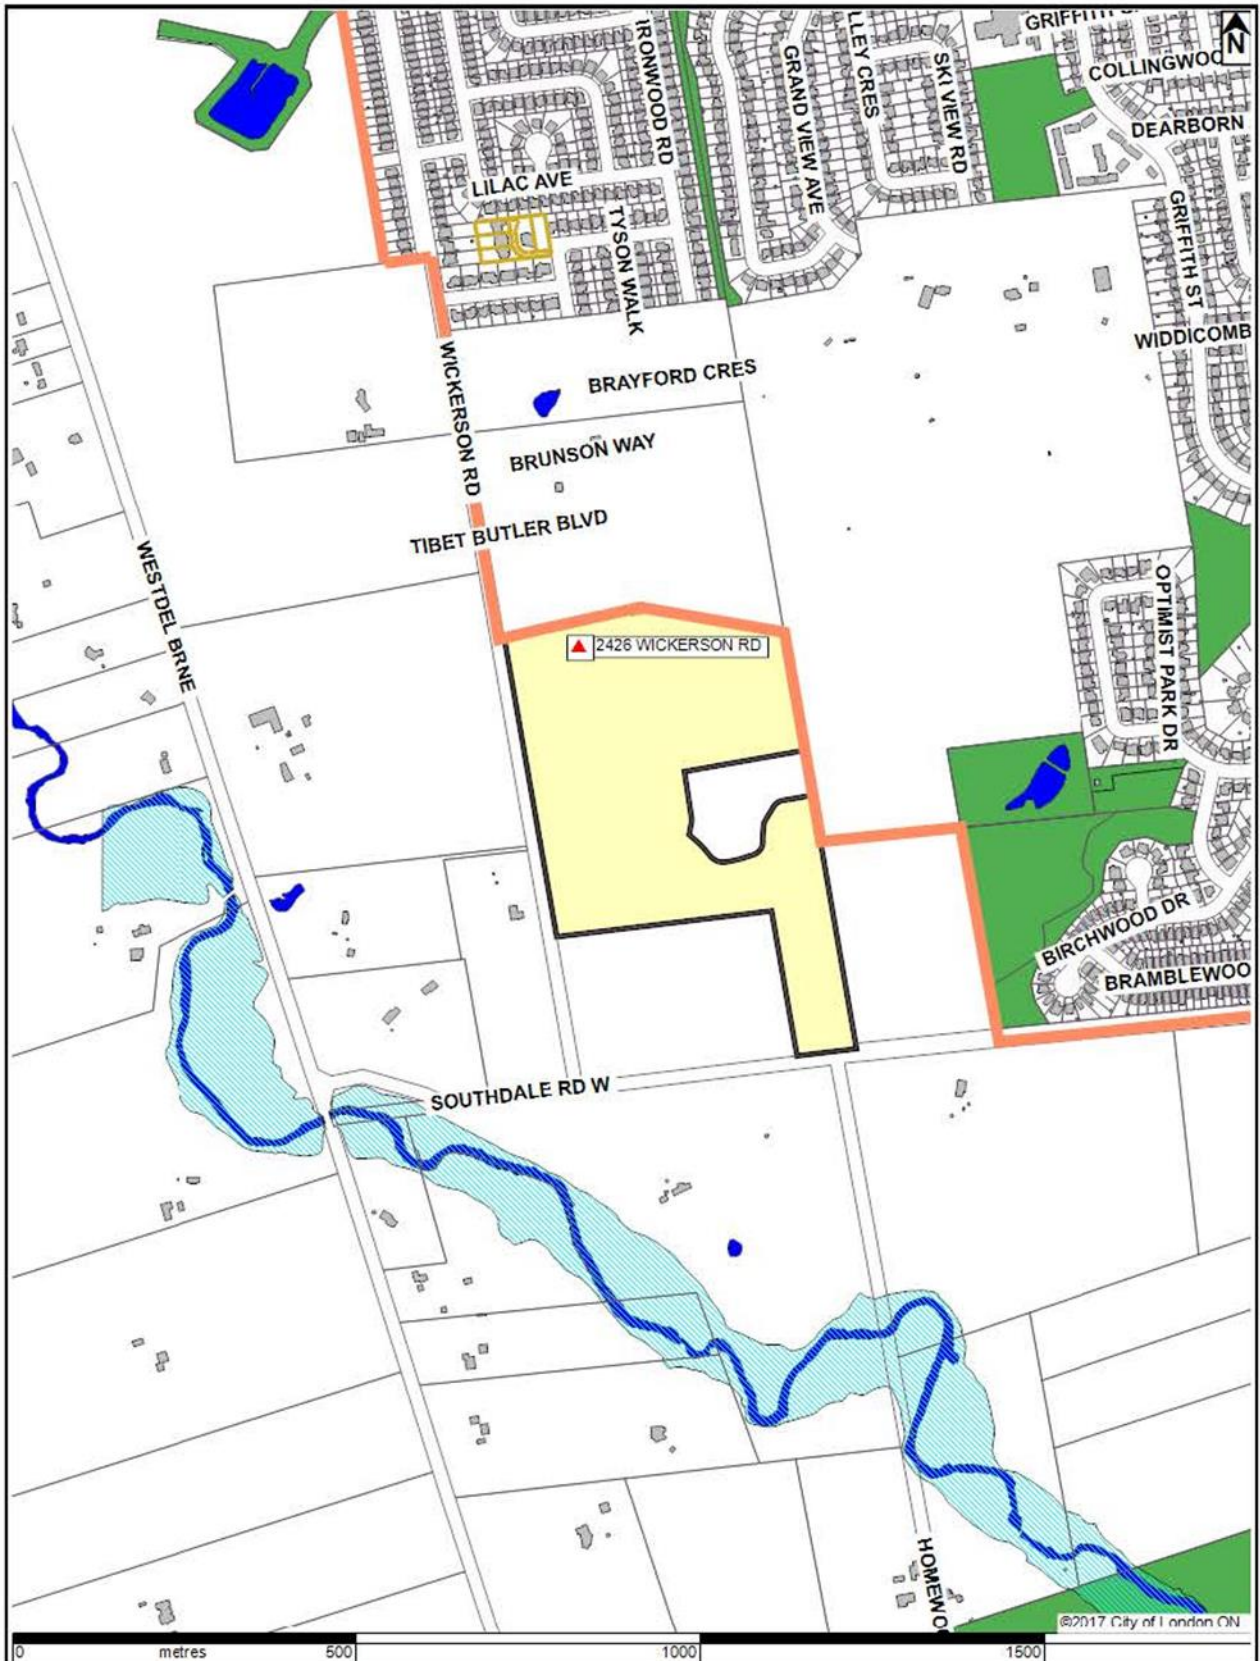 GRIFFITH
N
COLLINGWOO
IRONWOOD RD
GRAND VIEW AVE
LLEY CRES
SKI VIEW RD
DEARBORN
LILAC AVE
TYSON WALK
GRIFFITH ST
WIDDICOMB
WICKERSON RD
BRAYFORD CRES
BRUNSON WAY
TIBET BUTLER BLVD
WESTDEL BRNE
OPTIMIST PARK DR
2426 WICKERSON RD
BIRCHWOOD DR
BRAMBLEWOO
SOUTHDALE RD W
HOMEWO
©2017 City of London ON
0 metres 500 1000 1500